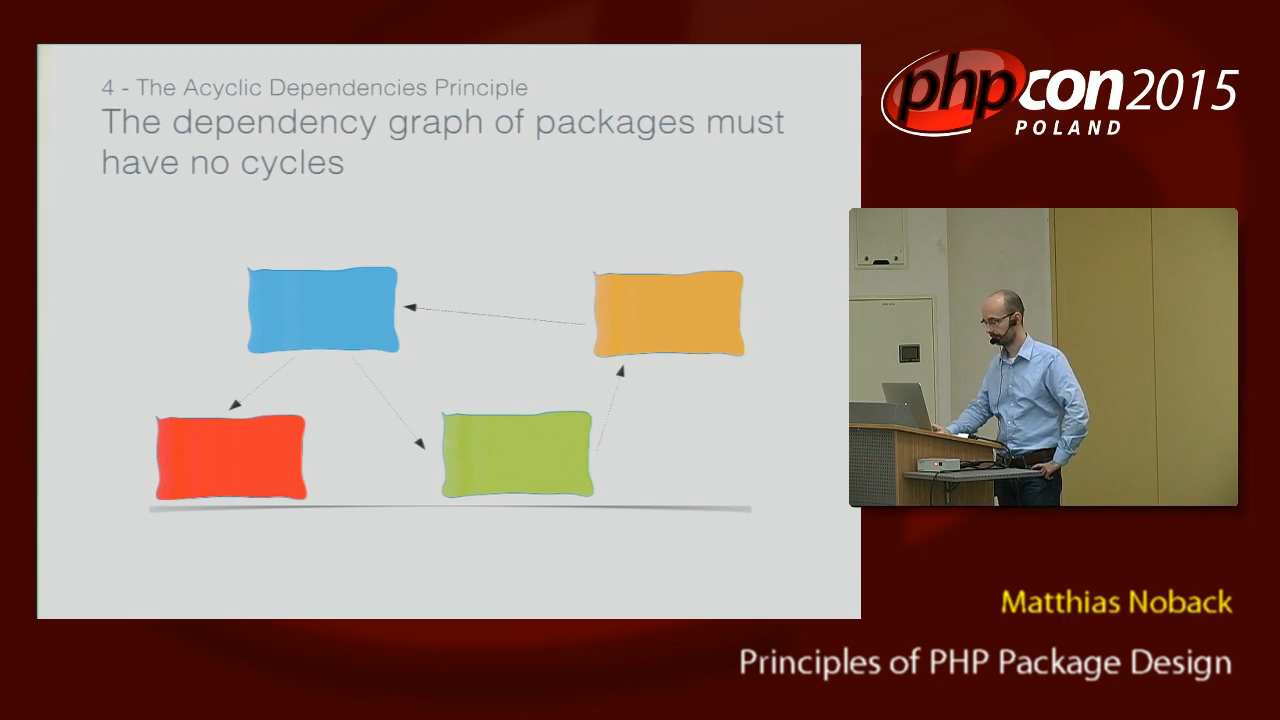 4 - The Acyclic Dependencies Principle
The dependency graph of packages must
have no cycles
phpcon2015
POLAND
Matthias Noback
Principles of PHP Package Design